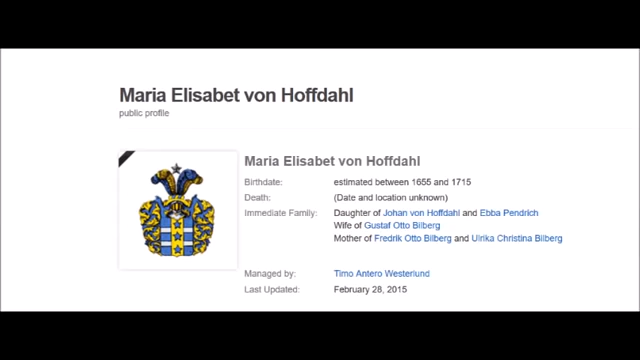 Maria Elisabet von Hoffdahl
public profile
Maria Elisabet von Hoffdahl
Birthdate: estimated between 1655 and 1715
Death: (Date and location unknown)
Immediate Family: Daughter of Johan von Hoffdahl and Ebba Pendrich
Wife of Gustaf Otto Bilberg
Mother of Fredrik Otto Bilberg and Ulrika Christina Bilberg
Managed by: Timo Antero Westerlund
Last Updated: February 28, 2015